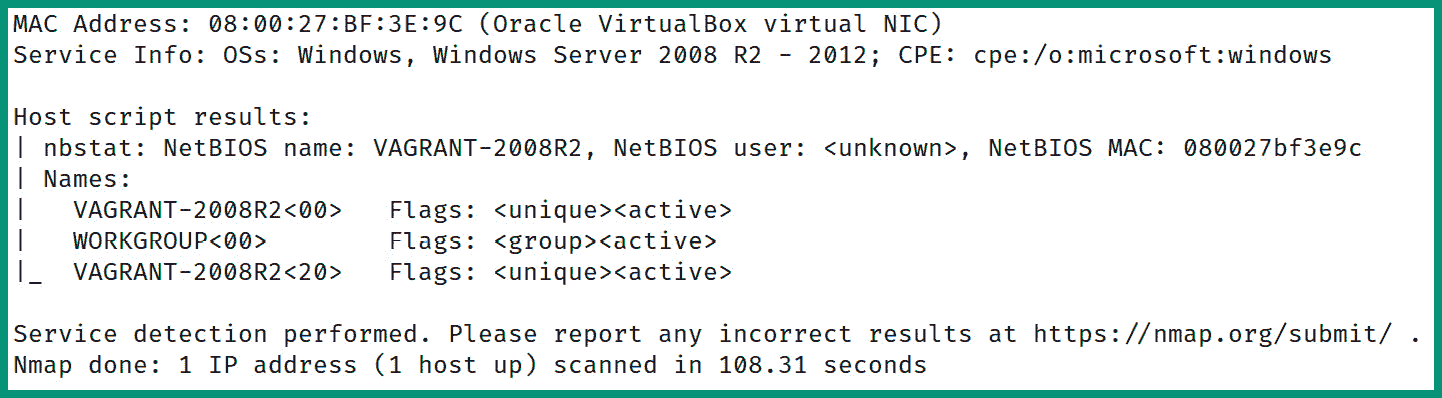 MAC Address: 08:00:27:BF:3E:9C (Oracle VirtualBox virtual NIC)
Service Info: OSs: Windows, Windows Server 2008 R2 - 2012; CPE: cpe:/o:microsoft:windows

Host script results:
| nbstat: NetBIOS name: VAGRANT-2008R2, NetBIOS user: <unknown>, NetBIOS MAC: 080027bf3e9c
| Names:
|   VAGRANT-2008R2<00>   Flags: <unique><active>
|   WORKGROUP<00>        Flags: <group><active>
|_  VAGRANT-2008R2<20>   Flags: <unique><active>

Service detection performed. Please report any incorrect results at https://nmap.org/submit/ .
Nmap done: 1 IP address (1 host up) scanned in 108.31 seconds